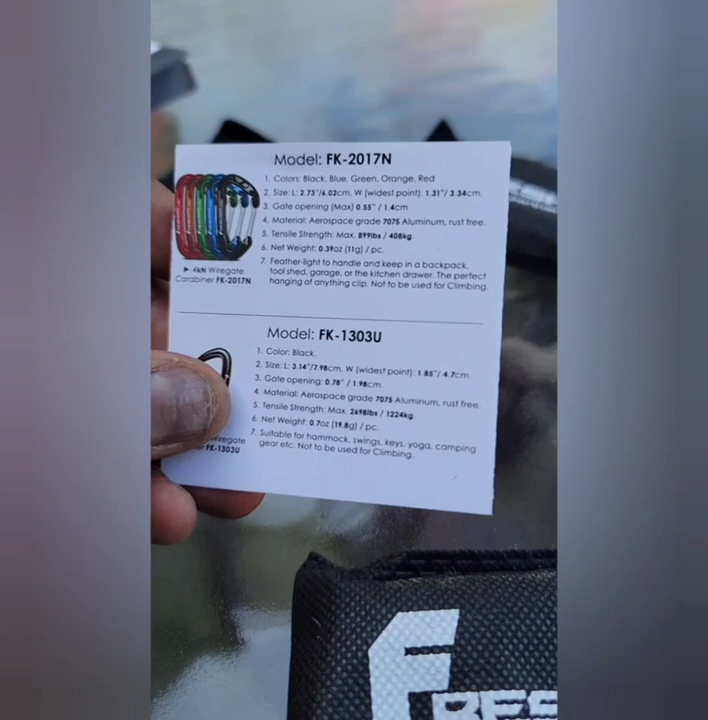 Model: FK-2017N
1. Colors: Black, Blue, Green, Orange, Red
2. Size: L: 2.73"/6.02cm, W (widest point): 1.31"/ 3.34cm.
3. Gate opening (Max) 0.55" / 1.4cm
4. Material: Aerospace grade 7075 Aluminum, rust free.
5. Tensile Strength: Max. 899lbs / 408kg.
6. Net Weight: 0.39oz (11g) / pc.
7. Feather-light to handle and keep in a backpack,
tool shed, garage, or the kitchen drawer. The perfect
hanging of anything clip. Not to be used for Climbing.
➤ 4kN Wiregate
Carabiner FK-2017N
Model: FK-1303U
1. Color: Black.
2. Size: L: 3.14"/7.98cm, W (widest point): 1.85"/ 4.7cm.
3. Gate opening: 0.78" / 1.98cm.
4. Material: Aerospace grade 7075 Aluminum, rust free.
5. Tensile Strength: Max. 2698lbs / 1224kg.
6. Net Weight: 0.7oz (19.8g) / pc.
7. Suitable for hammock, swings, keys, yoga, camping
gear etc. Not to be used for Climbing.
Wiregate
FK-1303U
F